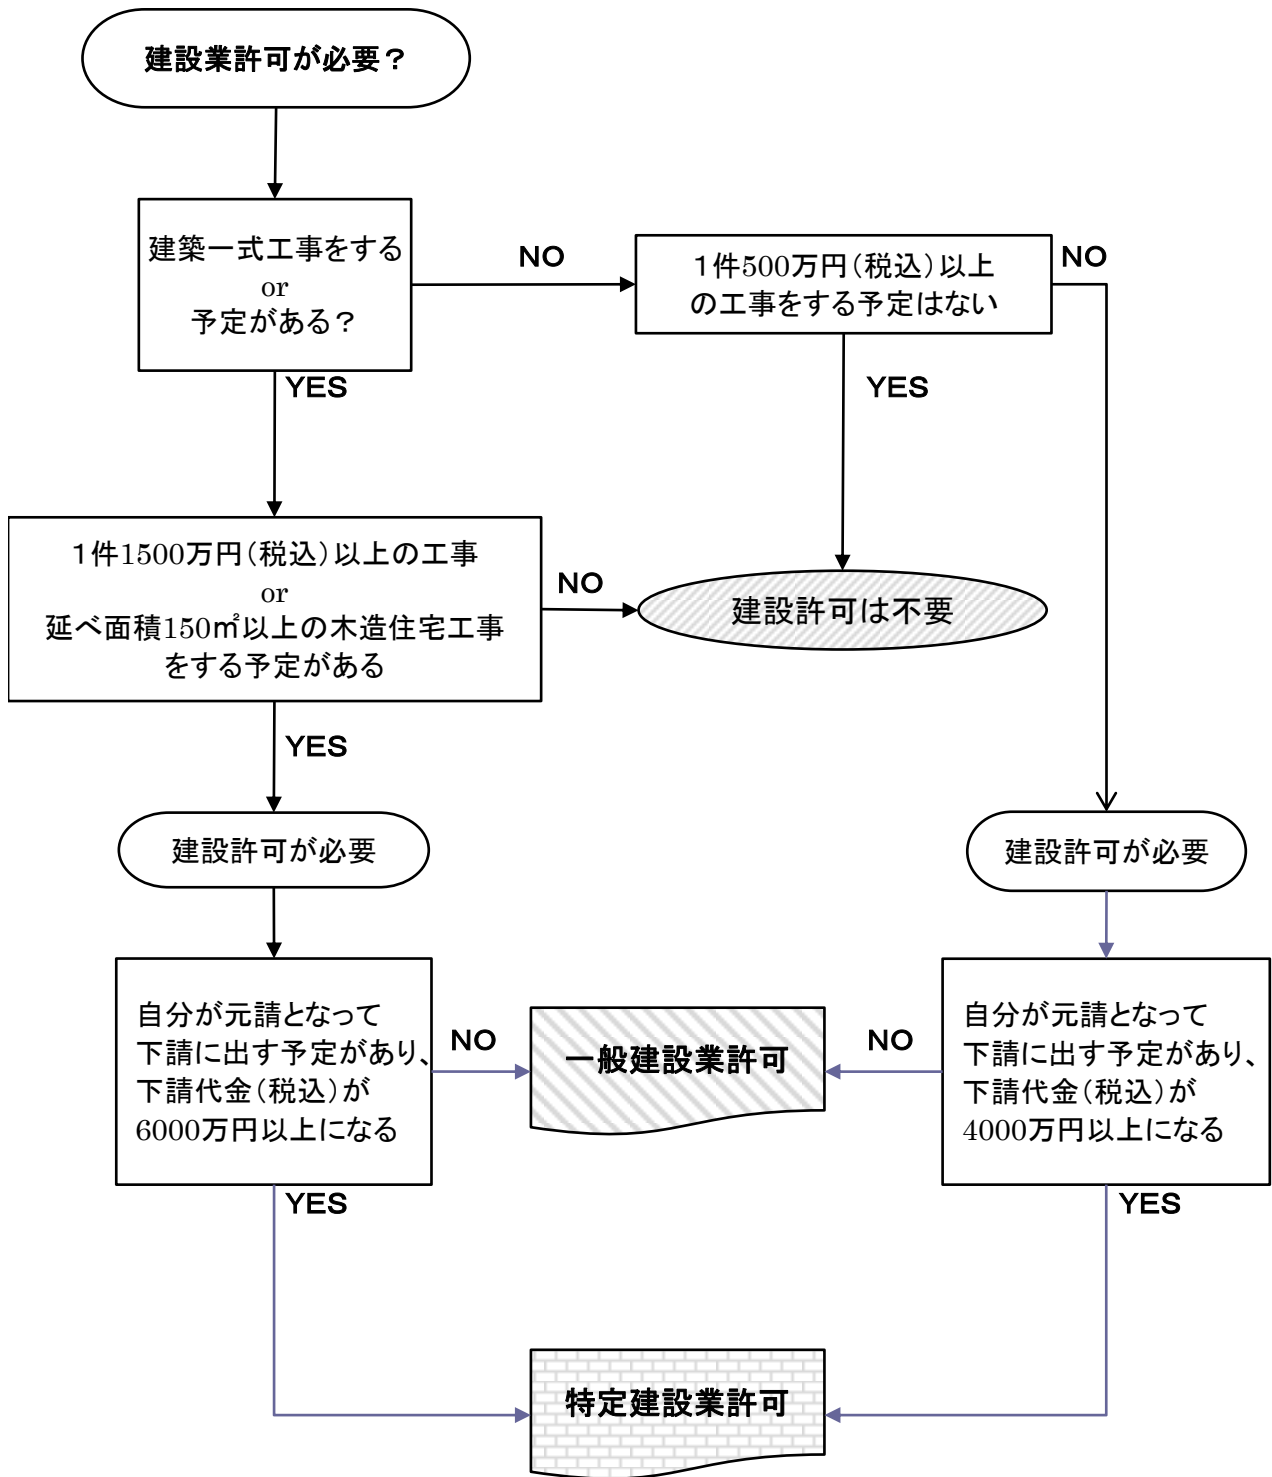 建設業許可が必要？
建築一式工事をする
or
予定がある？
NO
１件500万円（税込）以上
の工事をする予定はない
NO
YES
YES
１件1500万円（税込）以上の工事
or
延べ面積150㎡以上の木造住宅工事
をする予定がある
NO
建設許可は不要
YES
建設許可が必要
建設許可が必要
自分が元請となって
下請に出す予定があり、
下請代金（税込）が
6000万円以上になる
NO
一般建設業許可
NO
自分が元請となって
下請に出す予定があり、
下請代金（税込）が
4000万円以上になる
YES
YES
特定建設業許可